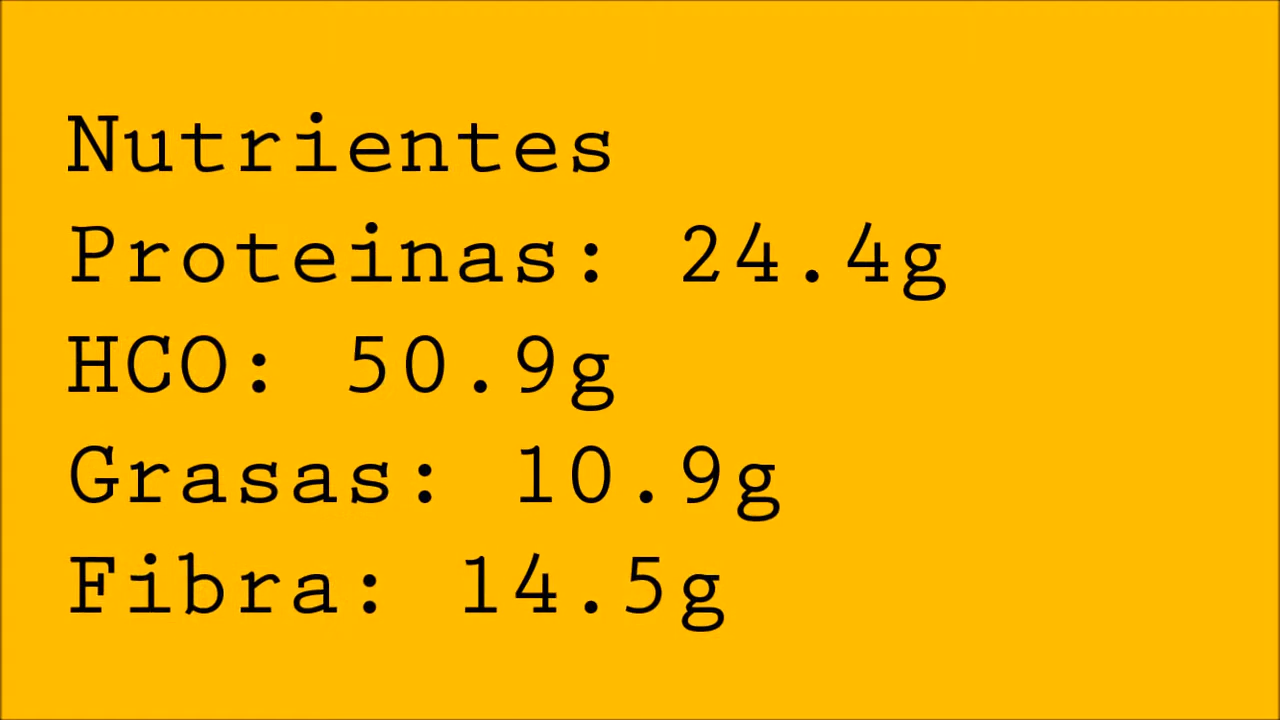 Nutrientes
Proteinas: 24.4g
HCO: 50.9g
Grasas: 10.9g
Fibra: 14.5g